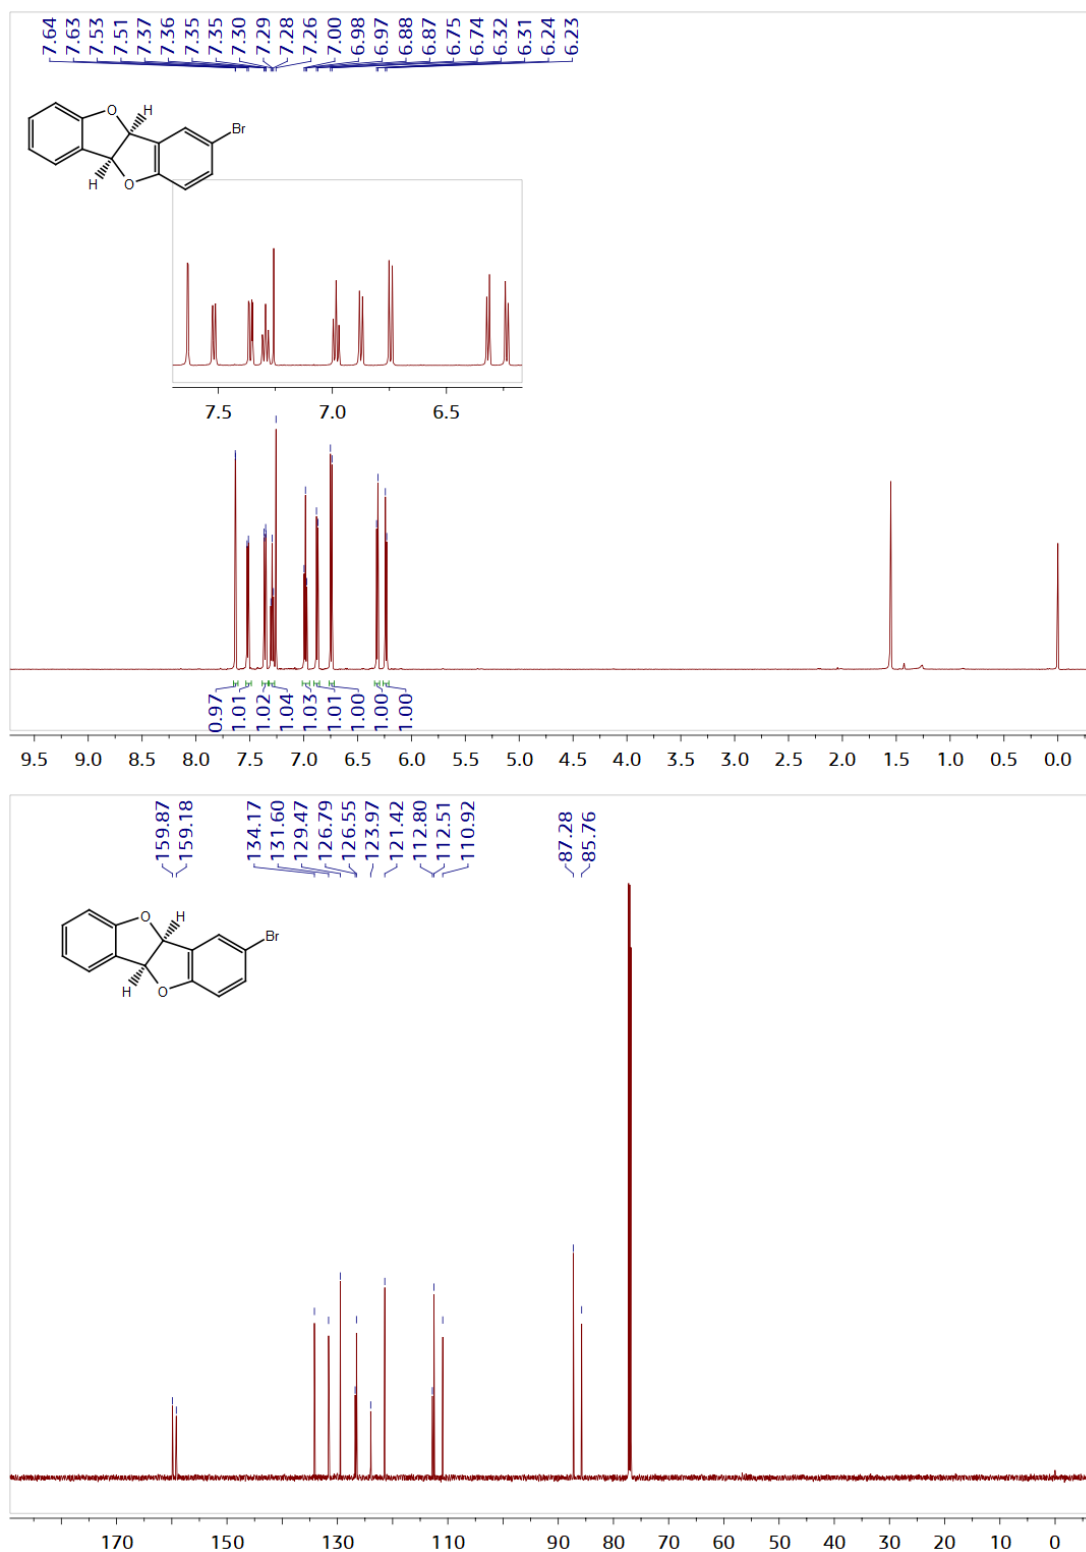 7.64 7.63 7.53 7.51 7.37 7.36 7.35 7.35 7.30 7.29 7.28 7.26 7.00 6.98 6.97 6.88 6.87 6.75 6.74 6.32 6.31 6.24 6.23
O H
Br
H O
7.5 7.0 6.5
0.97 1.01 1.02 1.04 1.03 1.01 1.00 1.00 1.00
9.5 9.0 8.5 8.0 7.5 7.0 6.5 6.0 5.5 5.0 4.5 4.0 3.5 3.0 2.5 2.0 1.5 1.0 0.5 0.0
159.87 159.18 134.17 131.60 129.47 126.79 126.55 123.97 121.42 112.80 112.51 110.92 87.28 85.76
O H
Br
H O
170 150 130 110 90 80 70 60 50 40 30 20 10 0